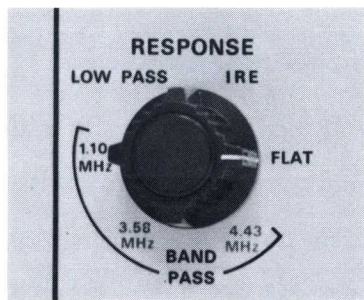 RESPONSE
LOW PASS IRE
1.10
MHz
FLAT
3.58
MHz
4.43
MHz
BAND
PASS